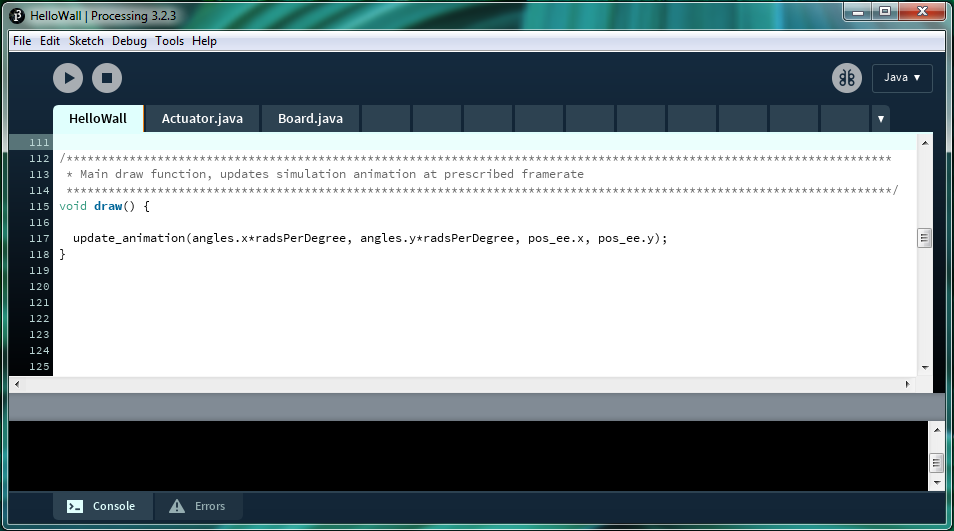 HelloWall | Processing 3.2.3
File Edit Sketch Debug Tools Help
Java ▾
HelloWall Actuator.java Board.java
111
112 /**********************************************************************************************************************
113  * Main draw function, updates simulation animation at prescribed framerate
114  **********************************************************************************************************************/
115 void draw() {
116
117   update_animation(angles.x*radsPerDegree, angles.y*radsPerDegree, pos_ee.x, pos_ee.y);
118 }
119
120
121
122
123
124
125
Console Errors